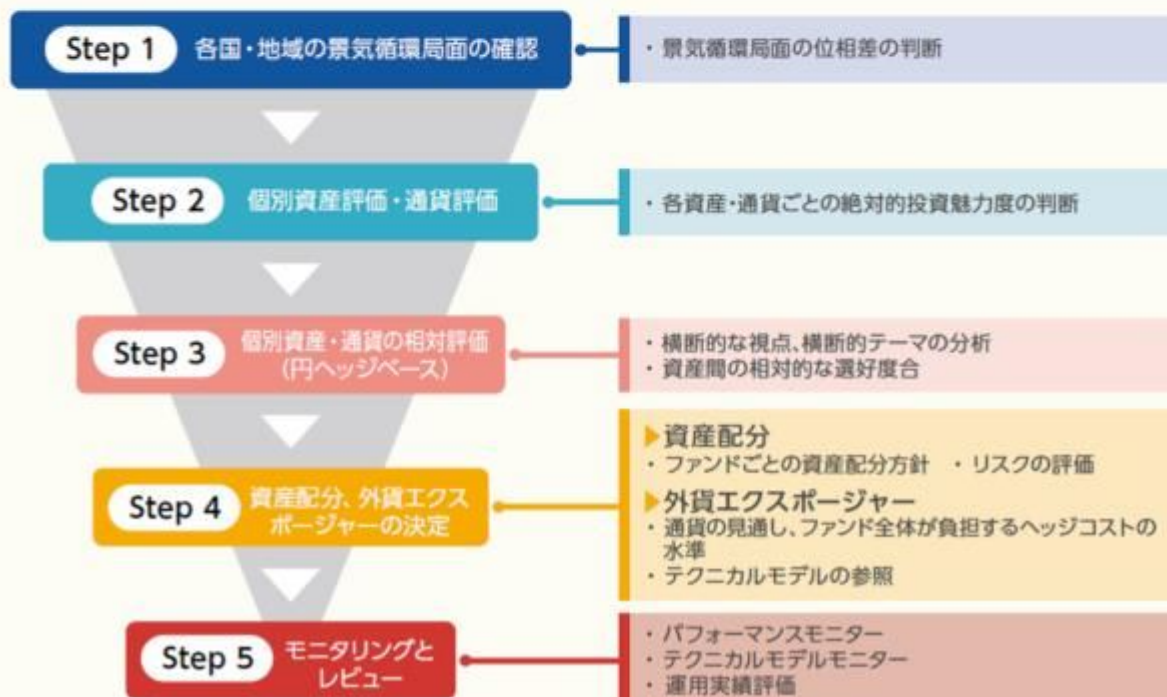 Step 1
各国・地域の景気循環局面の確認
・ 景気循環局面の位相差の判断
Step 2
個別資産評価・通貨評価
・ 各資産・通貨ごとの絶対的投資魅力度の判断
Step 3
個別資産・通貨の相対評価
(円ヘッジベース)
・ 横断的な視点、横断的テーマの分析
・ 資産間の相対的な選好度合
Step 4
資産配分、外貨エクス
ポージャーの決定
▶資産配分
・ ファンドごとの資産配分方針 ・ リスクの評価
▶外貨エクスポージャー
・ 通貨の見通し、ファンド全体が負担するヘッジコストの
水準
・ テクニカルモデルの参照
Step 5
モニタリングと
レビュー
・ パフォーマンスモニター
・ テクニカルモデルモニター
・ 運用実績評価